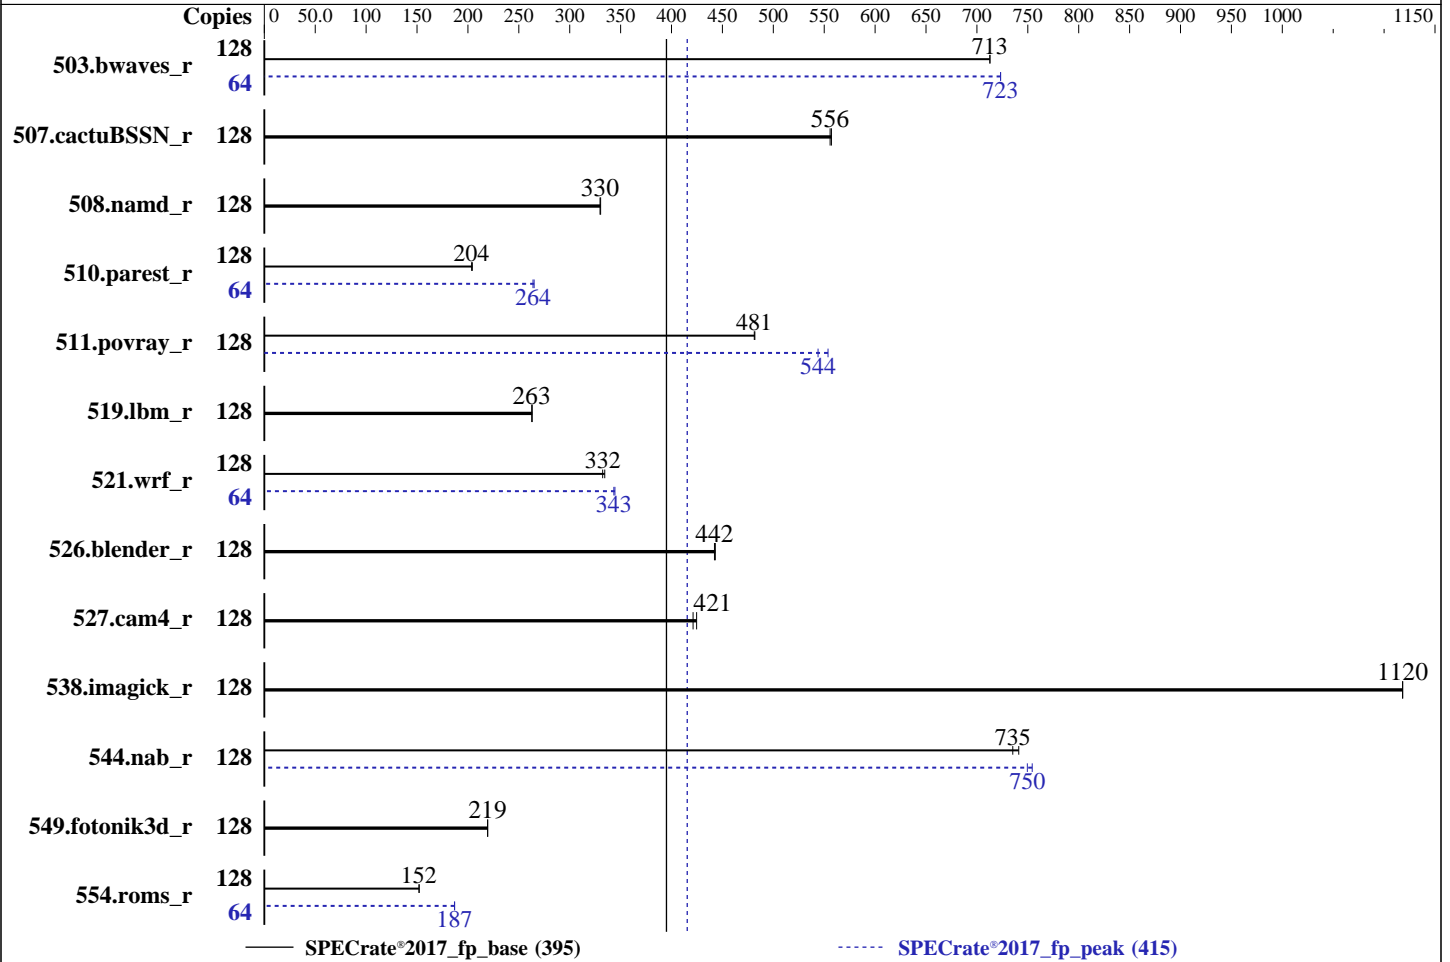 Copies 0 50.0 100 150 200 250 300 350 400 450 500 550 600 650 700 750 800 850 900 950 1000 1150
503.bwaves_r 128 713
64 723
507.cactuBSSN_r 128 556
508.namd_r 128 330
510.parest_r 128 204
64 264
511.povray_r 128 481
544
519.lbm_r 128 263
521.wrf_r 128 332
64 343
526.blender_r 128 442
527.cam4_r 128 421
538.imagick_r 128 1120
544.nab_r 128 735
750
549.fotonik3d_r 128 219
554.roms_r 128 152
64 187
SPECrate®2017_fp_base (395) SPECrate®2017_fp_peak (415)